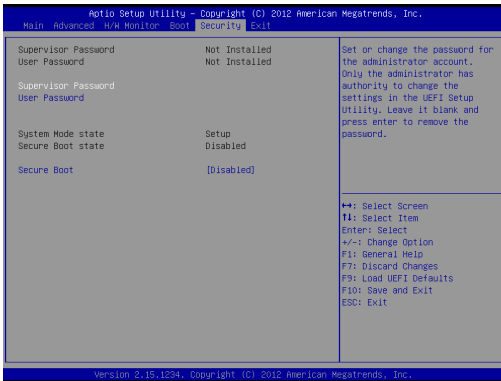 Aptio Setup Utility – Copyright (C) 2012 American Megatrends, Inc.
Main Advanced H/W Monitor Boot Security Exit
Supervisor Password Not Installed
User Password Not Installed
Supervisor Password
User Password
System Mode state Setup
Secure Boot state Disabled
Secure Boot [Disabled]
Set or change the password for
the administrator account.
Only the administrator has
authority to change the
settings in the UEFI Setup
Utility. Leave it blank and
press enter to remove the
password.
↔: Select Screen
↑↓: Select Item
Enter: Select
+/-: Change Option
F1: General Help
F7: Discard Changes
F9: Load UEFI Defaults
F10: Save and Exit
ESC: Exit
Version 2.15.1234. Copyright (C) 2012 American Megatrends, Inc.